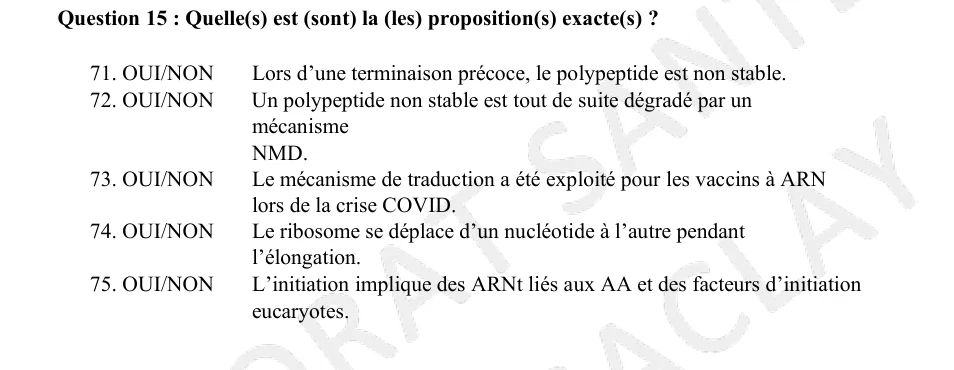 Question 15 : Quelle(s) est (sont) la (les) proposition(s) exacte(s) ?
71. OUI/NON Lors d’une terminaison précoce, le polypeptide est non stable.
72. OUI/NON Un polypeptide non stable est tout de suite dégradé par un
mécanisme
NMD.
73. OUI/NON Le mécanisme de traduction a été exploité pour les vaccins à ARN
lors de la crise COVID.
74. OUI/NON Le ribosome se déplace d’un nucléotide à l’autre pendant
l’élongation.
75. OUI/NON L’initiation implique des ARNt liés aux AA et des facteurs d’initiation
eucaryotes.